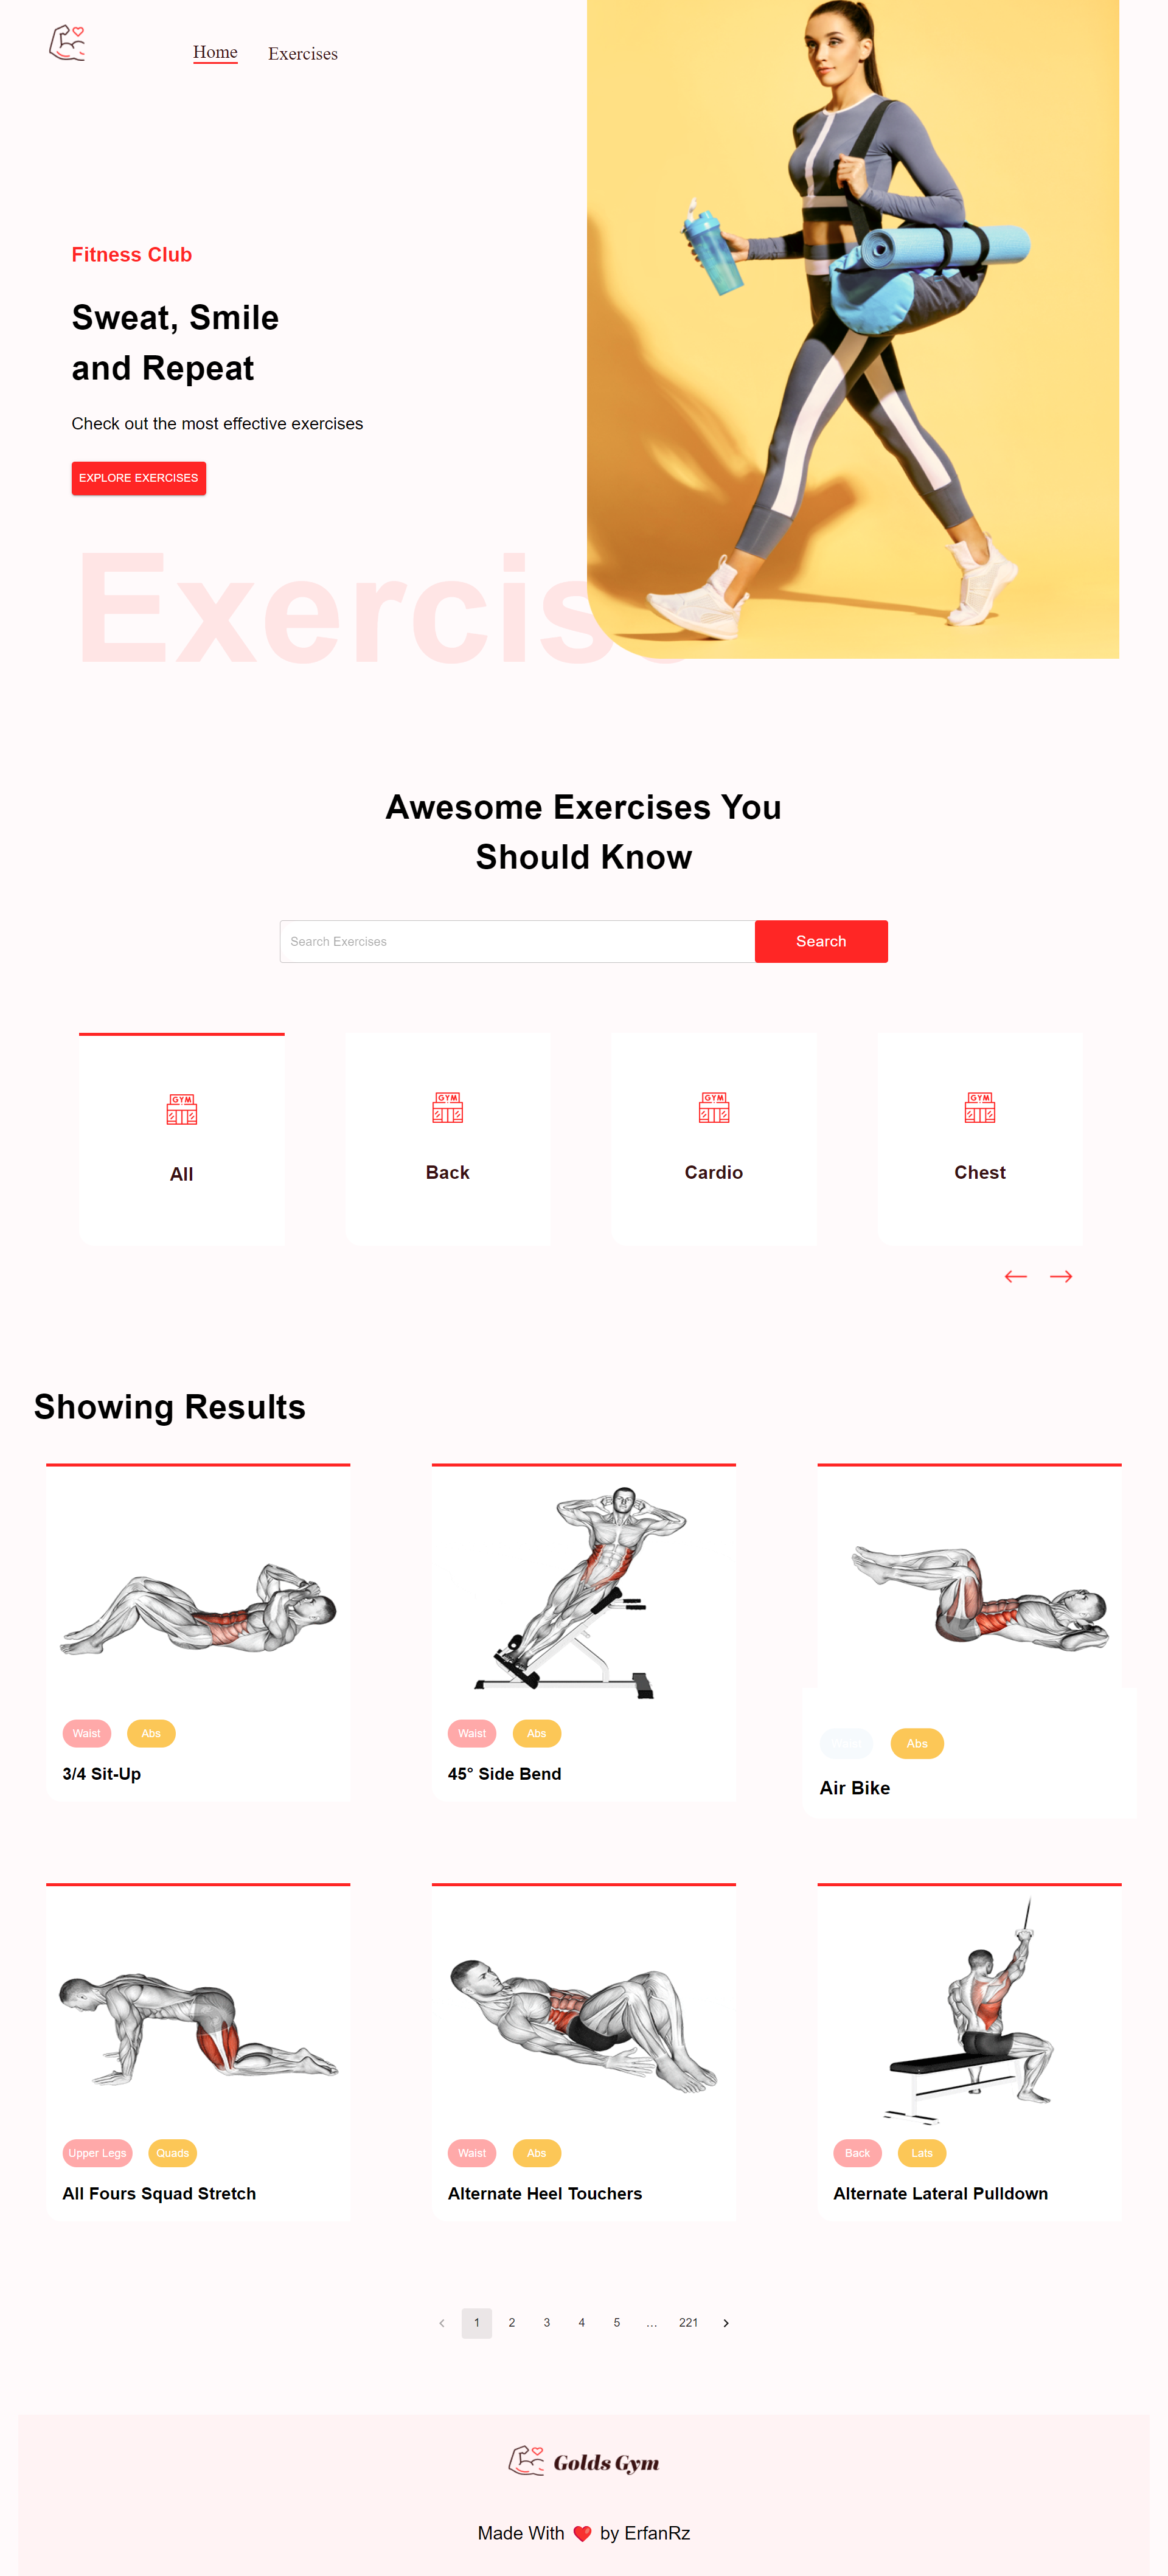 Home
Exercises
Fitness Club
Sweat, Smile
and Repeat
Check out the most effective exercises
EXPLORE EXERCISES
Exercis
Awesome Exercises You
Should Know
Search Exercises
Search
GYM
All
GYM
Back
GYM
Cardio
GYM
Chest
Showing Results
Waist
Abs
3/4 Sit-Up
Waist
Abs
45° Side Bend
Abs
Air Bike
Upper Legs
Quads
All Fours Squad Stretch
Waist
Abs
Alternate Heel Touchers
Back
Lats
Alternate Lateral Pulldown
1 2 3 4 5 … 221
Golds Gym
Made With ❤️ by ErfanRz